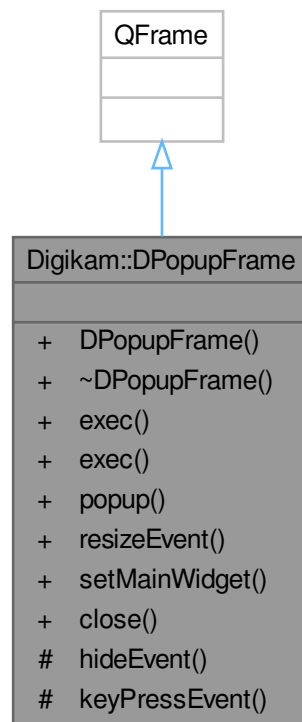 QFrame
Digikam::DPopupFrame
+ DPopupFrame()
+ ~DPopupFrame()
+ exec()
+ exec()
+ popup()
+ resizeEvent()
+ setMainWidget()
+ close()
# hideEvent()
# keyPressEvent()